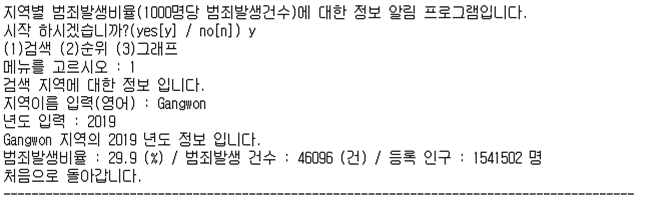 지역별 범죄발생비율(1000명당 범죄발생건수)에 대한 정보 알림 프로그램입니다.
시작 하시겠습니까?(yes[y] / no[n]) y
(1)검색 (2)순위 (3)그래프
메뉴를 고르시오 : 1
검색 지역에 대한 정보 입니다.
지역이름 입력(영어) : Gangwon
년도 입력 : 2019
Gangwon 지역의 2019 년도 정보 입니다.
범죄발생비율 : 29.9 (%) / 범죄발생 건수 : 46096 (건) / 등록 인구 : 1541502 명
처음으로 돌아갑니다.
--------------------------------------------------------------------------------